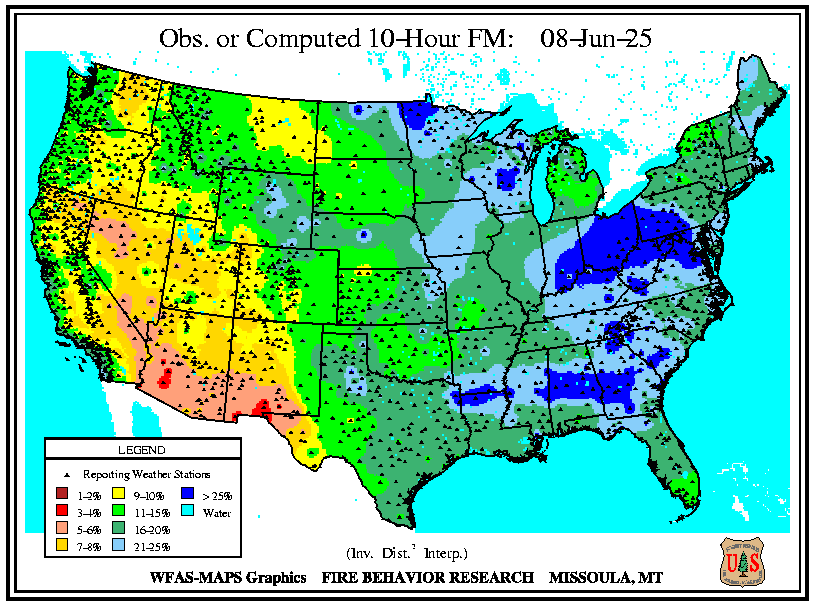 Obs. or Computed 10-Hour FM: 08-Jun-25
LEGEND
Reporting Weather Stations
1-2% 9-10% > 25%
3-4% 11-15% Water
5-6% 16-20%
7-8% 21-25%
(Inv. Dist.² Interp.)
WFAS-MAPS Graphics FIRE BEHAVIOR RESEARCH MISSOULA, MT
U S